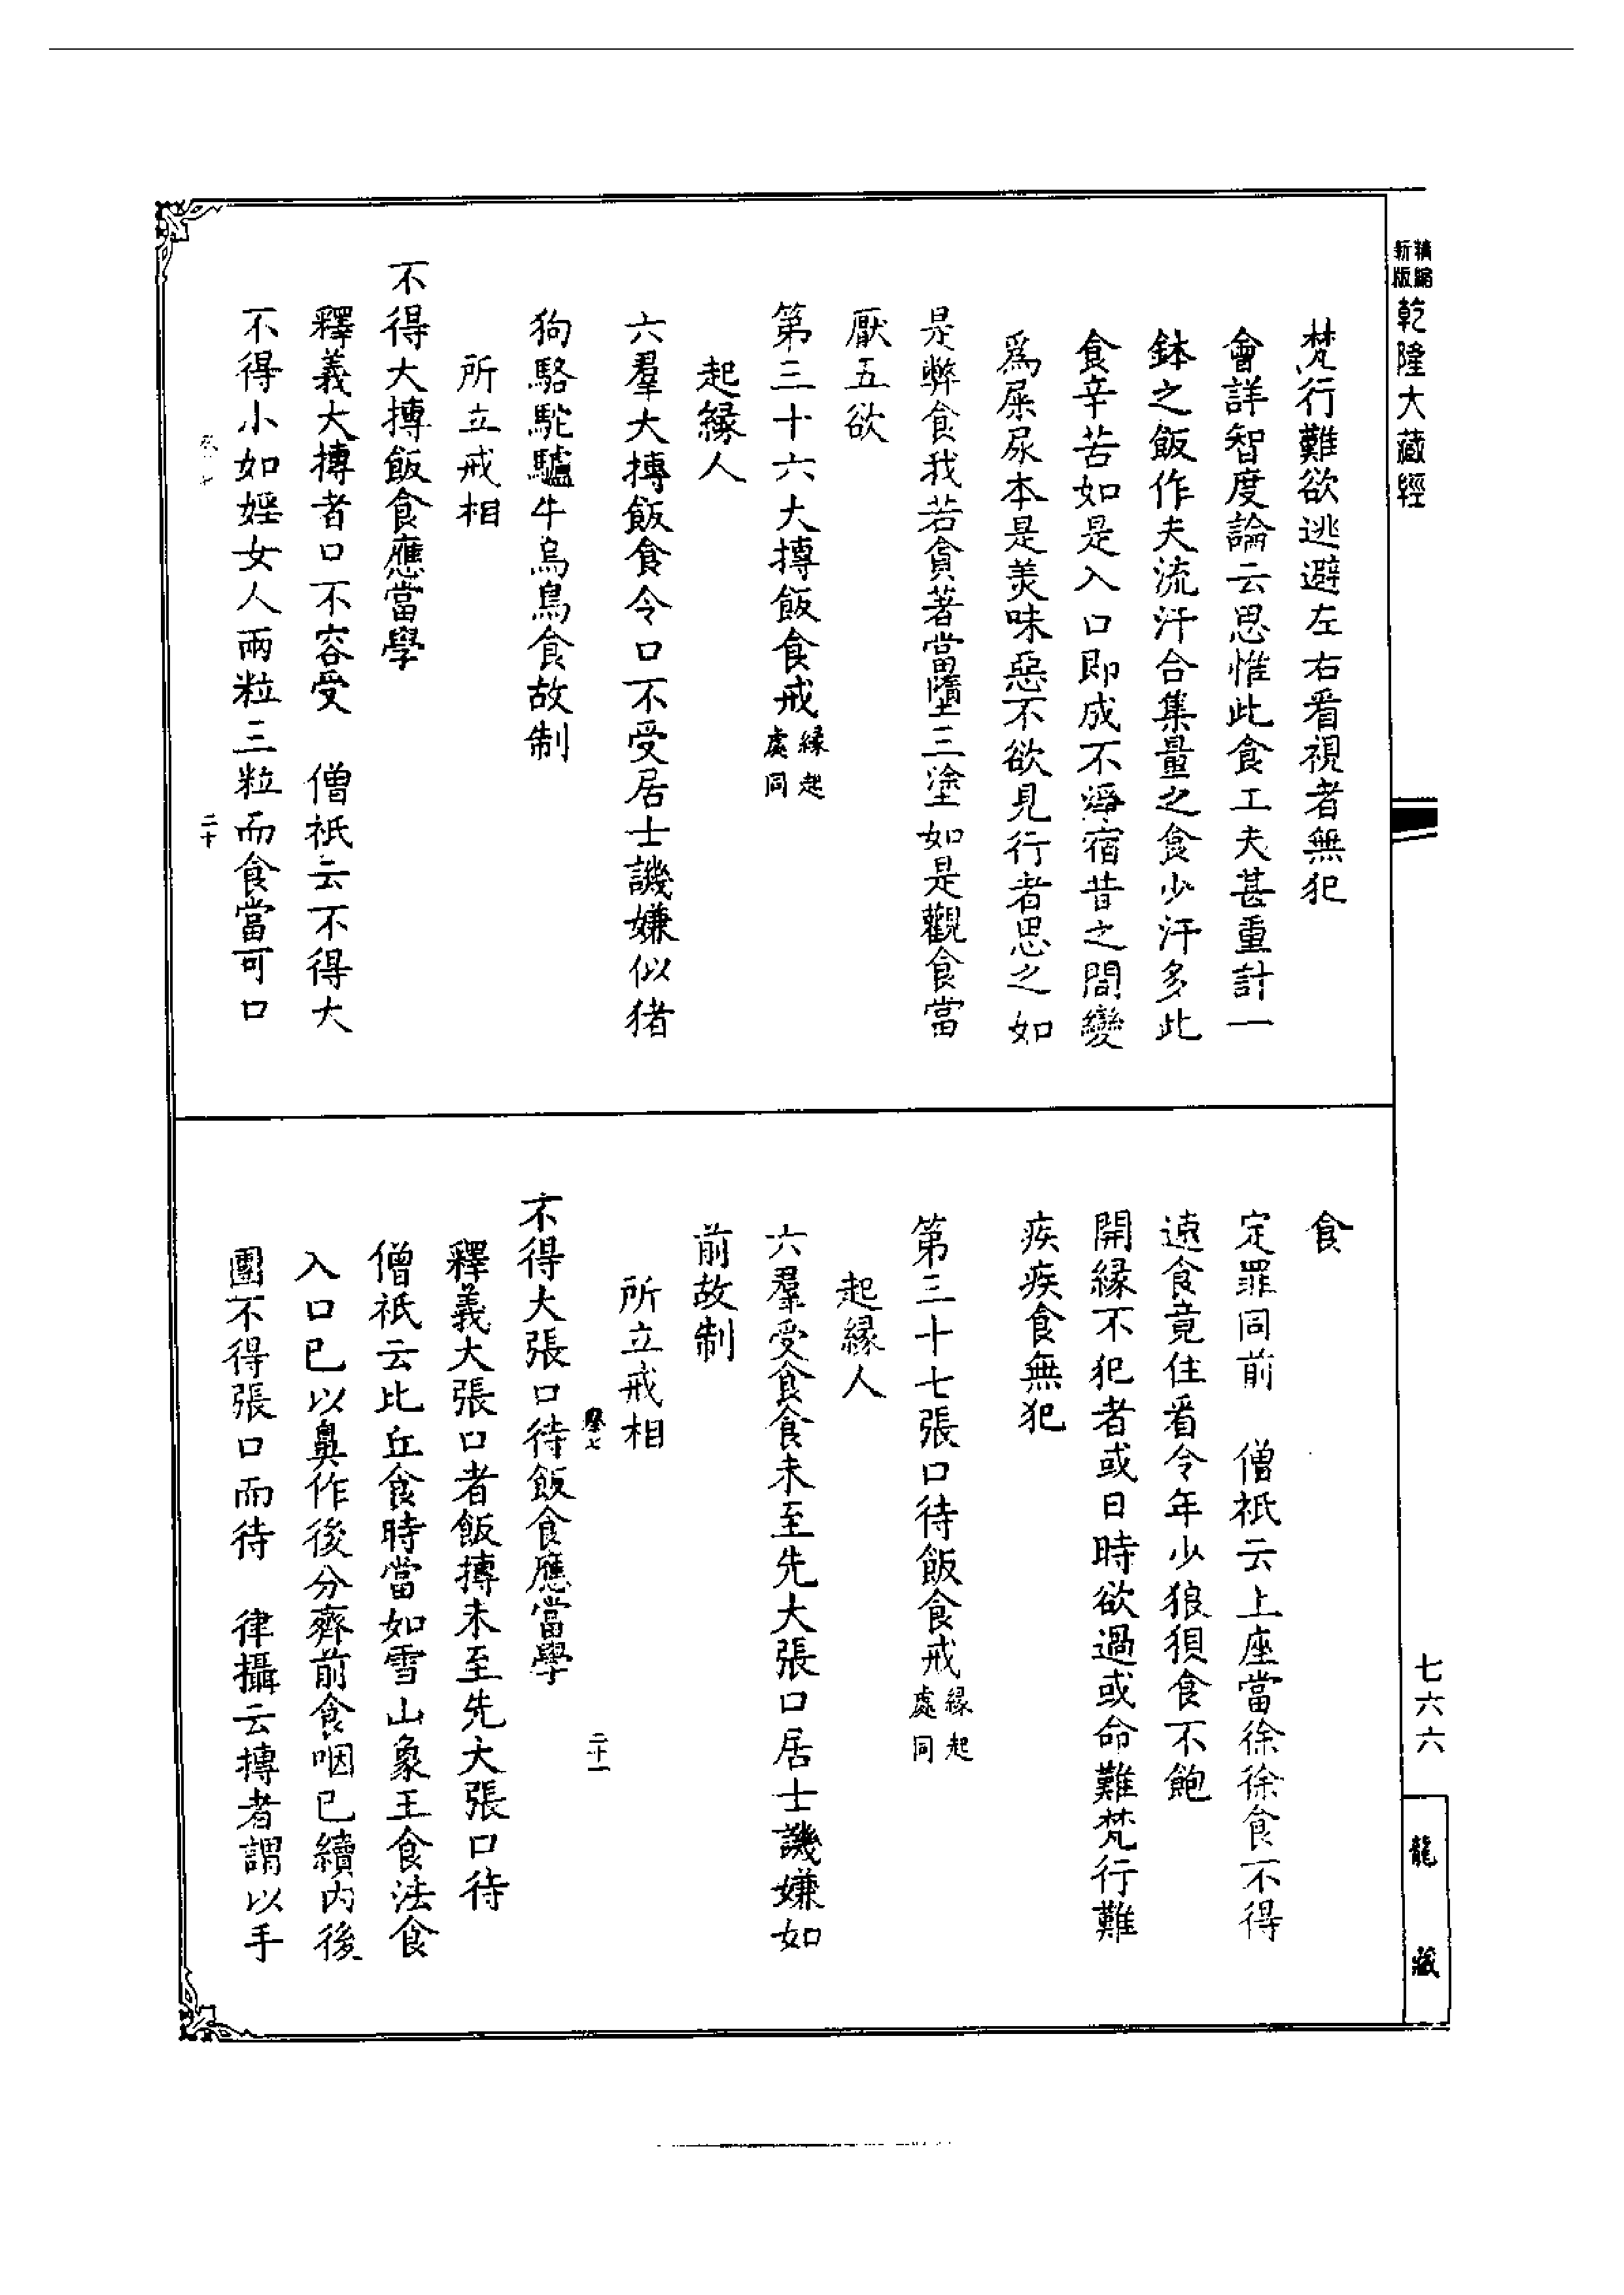 精縮新版
乾隆大藏經
梵行難欲逃避左右看視者無犯
會詳智度論云思惟此食工夫甚重計一
鉢之飯作夫流汗合集量之食少汗多此
食辛苦如是入口即成不淨宿昔之間變
爲屎尿本是美味惡不欲見行者思之如
是弊食我若貪著當墮三塗如是觀食當
厭五欲
第三十六大摶飯食戒緣起處同
起緣人
六羣大摶飯食令口不受居士譏嫌似猪
狗駱駝驢牛烏鳥食故制
所立戒相
不得大摶飯食應當學
釋義大摶者口不容受　僧祇云不得大
不得小如婬女人兩粒三粒而食當可口
二十
食
定罪同前　僧祇云上座當徐徐食不得
速食竟住看令年少狼狽食不飽
開緣不犯者或日時欲過或命難梵行難
疾疾食無犯
第三十七張口待飯食戒緣起處同
起緣人
六羣受食食未至先大張口居士譏嫌如
前故制
所立戒相
二十一
不得大張口待飯食應當學
釋義大張口者飯摶未至先大張口待
僧祇云比丘食時當如雪山象王食法食
入口已以鼻作後分齊前食咽已續內後
團不得張口而待　律攝云摶者謂以手
七六六
龍藏